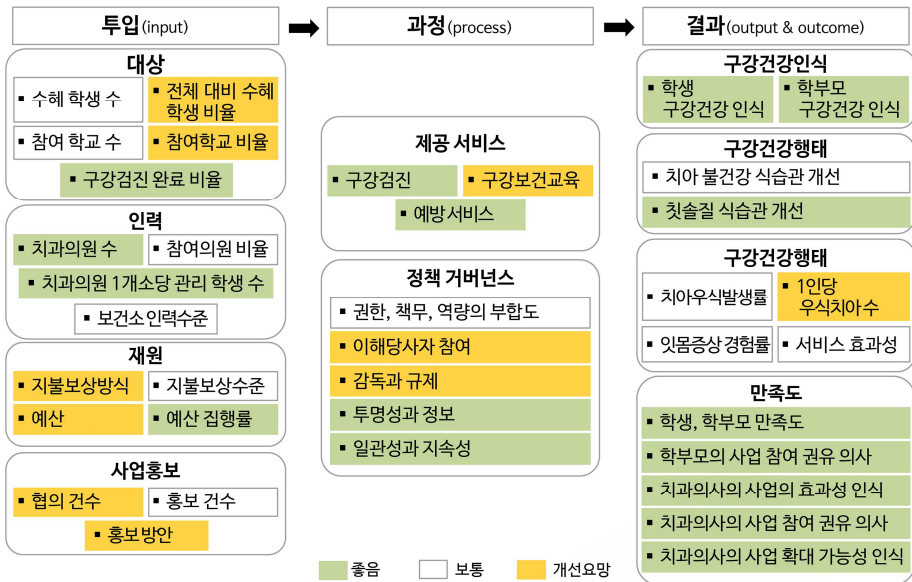 투입(input)
대상
▪ 수혜 학생 수
▪ 전체 대비 수혜
학생 비율
▪ 참여 학교 수
▪ 참여학교 비율
▪ 구강검진 완료 비율
인력
▪ 치과의원 수
▪ 참여의원 비율
▪ 치과의원 1개소당 관리 학생 수
▪ 보건소 인력수준
재원
▪ 지불보상방식
▪ 지불보상수준
▪ 예산
▪ 예산 집행률
사업홍보
▪ 협의 건수
▪ 홍보 건수
▪ 홍보 방안
과정(process)
제공 서비스
▪ 구강검진
▪ 구강보건교육
▪ 예방서비스
정책 거버넌스
▪ 권한, 책무, 역량의 부합도
▪ 이해당사자 참여
▪ 감독과 규제
▪ 투명성과 정보
▪ 일관성과 지속성
결과(output & outcome)
구강건강인식
▪ 학생
구강건강 인식
▪ 학부모
구강건강 인식
구강건강행태
▪ 치아 불건강 식습관 개선
▪ 칫솔질 식습관 개선
구강건강행태
▪ 치아우식발생률
▪ 1인당
우식치아 수
▪ 잇몸증상 경험률
▪ 서비스 효과성
만족도
▪ 학생, 학부모 만족도
▪ 학부모의 사업 참여 권유 의사
▪ 치과의사의 사업의 효과성 인식
▪ 치과의사의 사업 참여 권유 의사
▪ 치과의사의 사업 확대 가능성 인식
좋음
보통
개선요망